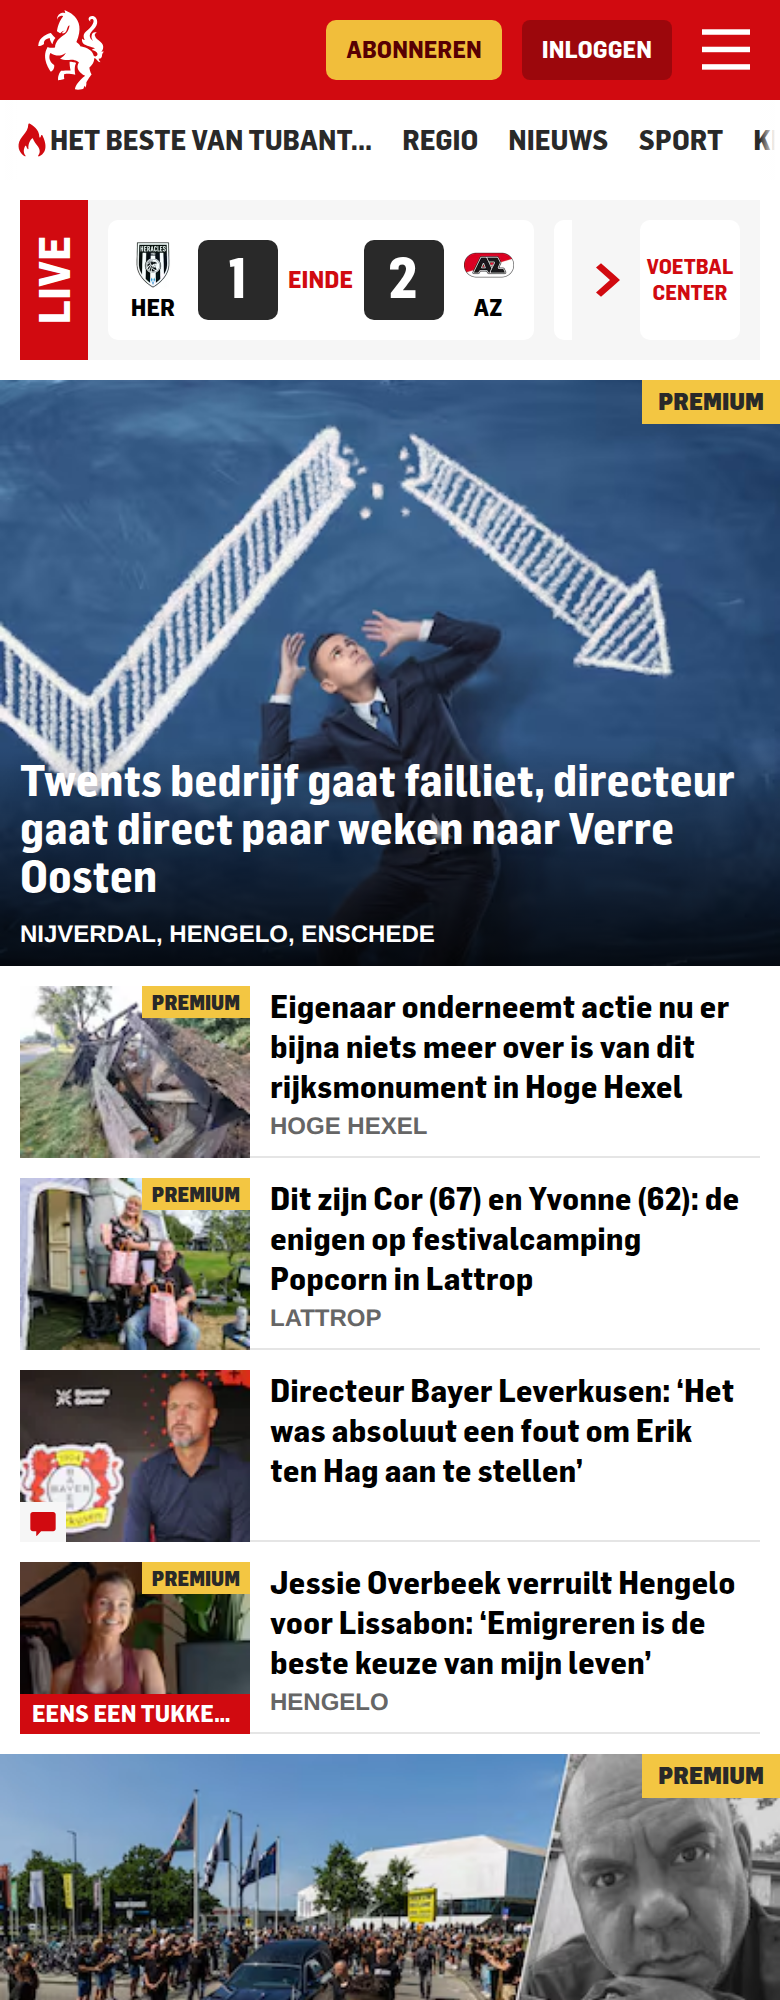 ABONNEREN
INLOGGEN
HET BESTE VAN TUBANT...
REGIO
NIEUWS
SPORT
LIVE
HERACLES
HER
1
EINDE
2
AZ
AZ
VOETBAL
CENTER
PREMIUM
Twents bedrijf gaat failliet, directeur
gaat direct paar weken naar Verre
Oosten
NIJVERDAL, HENGELO, ENSCHEDE
PREMIUM
Eigenaar onderneemt actie nu er
bijna niets meer over is van dit
rijksmonument in Hoge Hexel
HOGE HEXEL
PREMIUM
Dit zijn Cor (67) en Yvonne (62): de
enigen op festivalcamping
Popcorn in Lattrop
LATTROP
1904
BAYER
Directeur Bayer Leverkusen: ‘Het
was absoluut een fout om Erik
ten Hag aan te stellen’
PREMIUM
EENS EEN TUKKE...
Jessie Overbeek verruilt Hengelo
voor Lissabon: ‘Emigreren is de
beste keuze van mijn leven’
HENGELO
PREMIUM